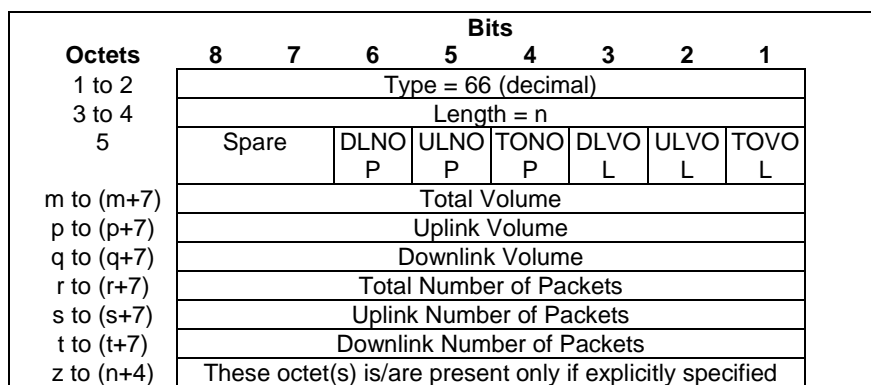 Bits
Octets 8 7 6 5 4 3 2 1
1 to 2 Type = 66 (decimal)
3 to 4 Length = n
5 Spare DLNO ULNO TONO DLVO ULVO TOVO
P P P L L L
m to (m+7) Total Volume
p to (p+7) Uplink Volume
q to (q+7) Downlink Volume
r to (r+7) Total Number of Packets
s to (s+7) Uplink Number of Packets
t to (t+7) Downlink Number of Packets
z to (n+4) These octet(s) is/are present only if explicitly specified